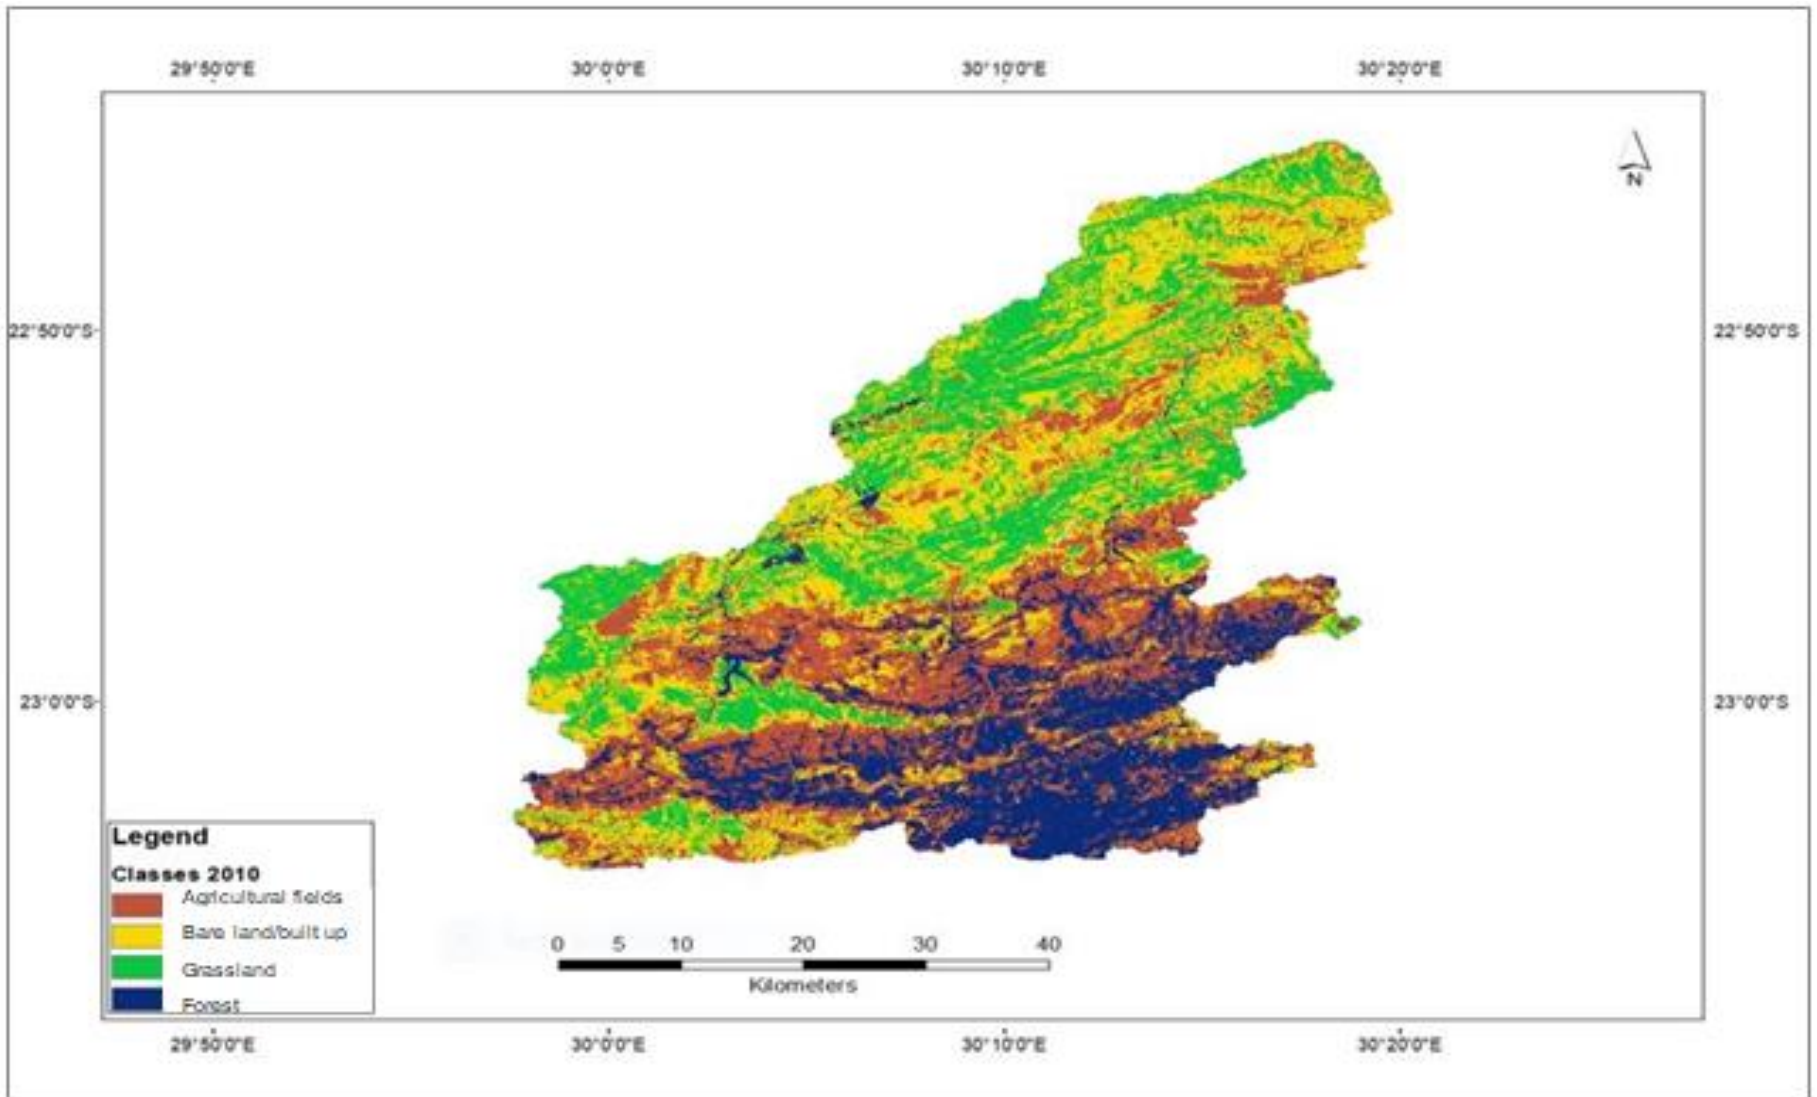 29°50'0"E 30°0'0"E 30°10'0"E 30°20'0"E
N
22°50'0"S 22°50'0"S
23°0'0"S 23°0'0"S
Legend
Classes 2010
Agricultural fields
Bare land/built up
Grassland
Forest
0 5 10 20 30 40
Kilometers
29°50'0"E 30°0'0"E 30°10'0"E 30°20'0"E